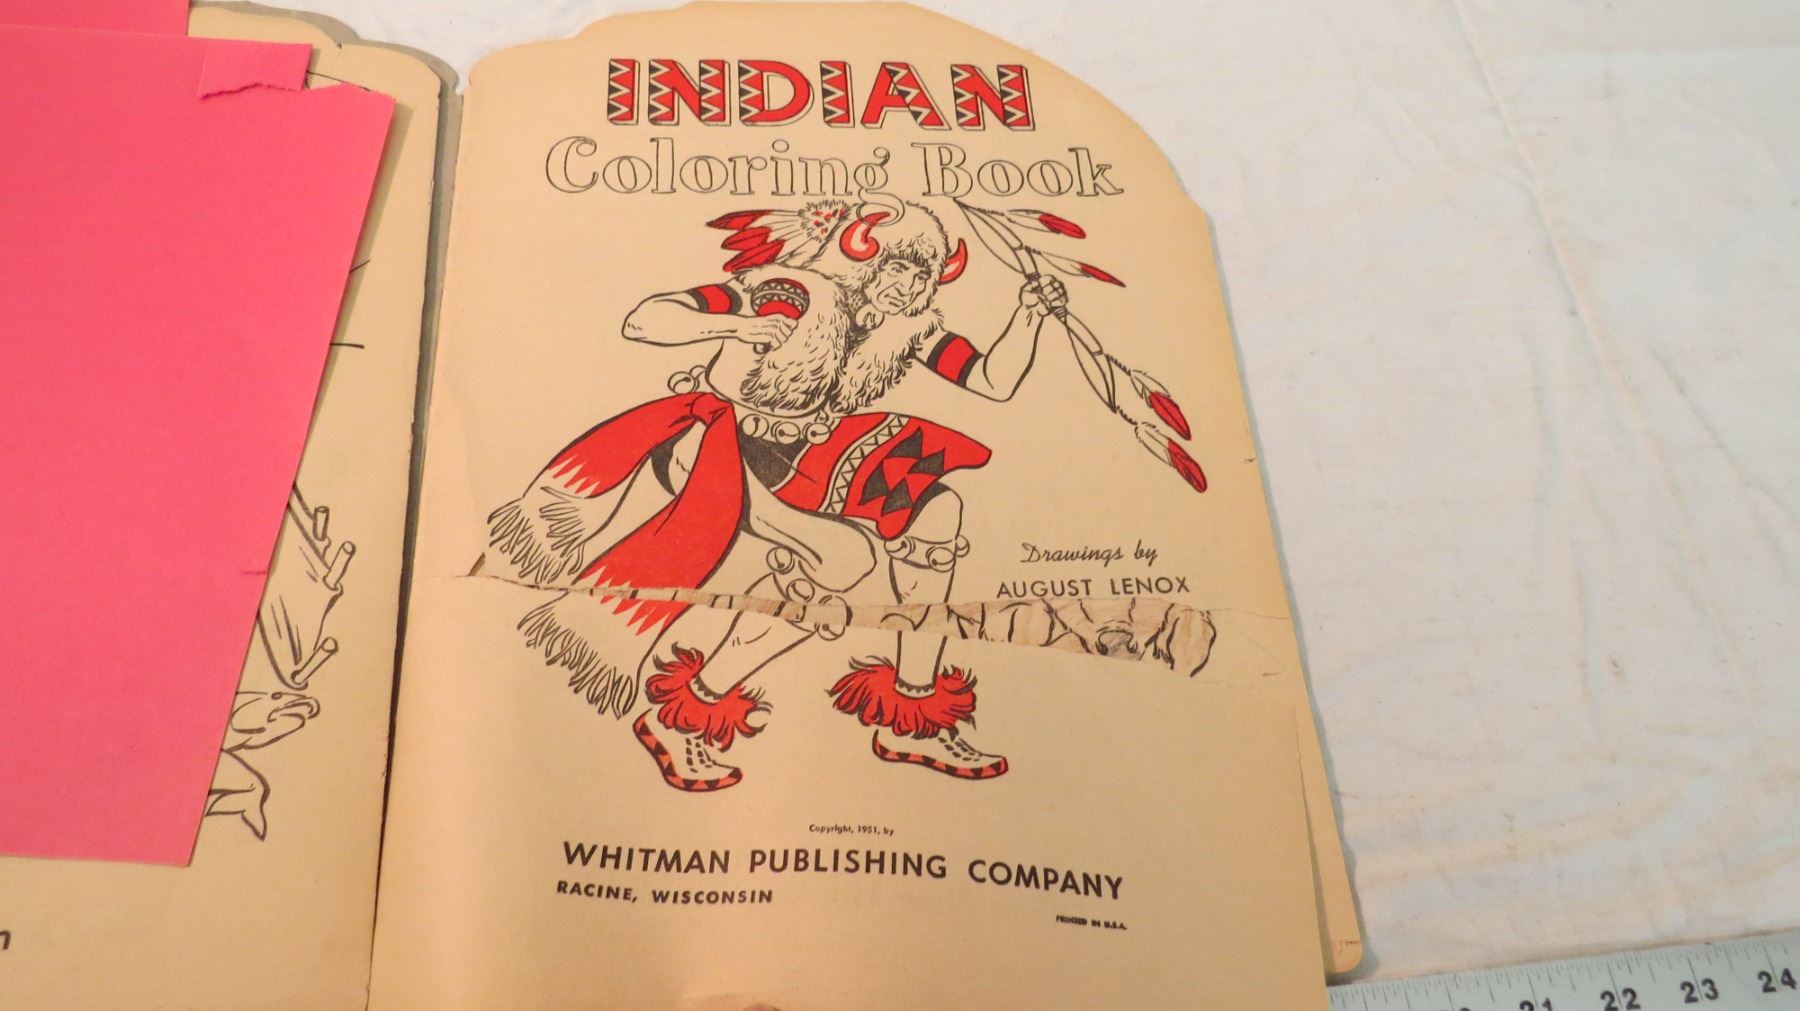 INDIAN
Coloring Book
Drawings by
AUGUST LENOX
Copyright, 1951, by
WHITMAN PUBLISHING COMPANY
RACINE, WISCONSIN
PRINTED IN U.S.A.
21 22 23 24